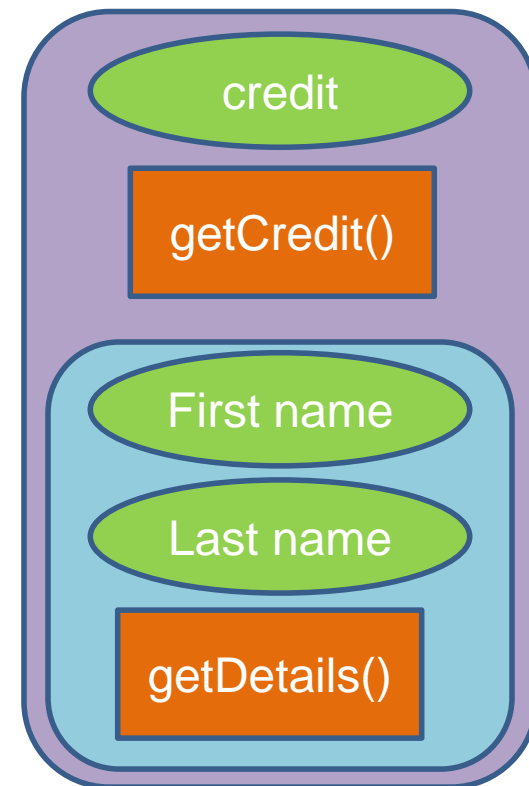 credit
getCredit()
First name
Last name
getDetails()